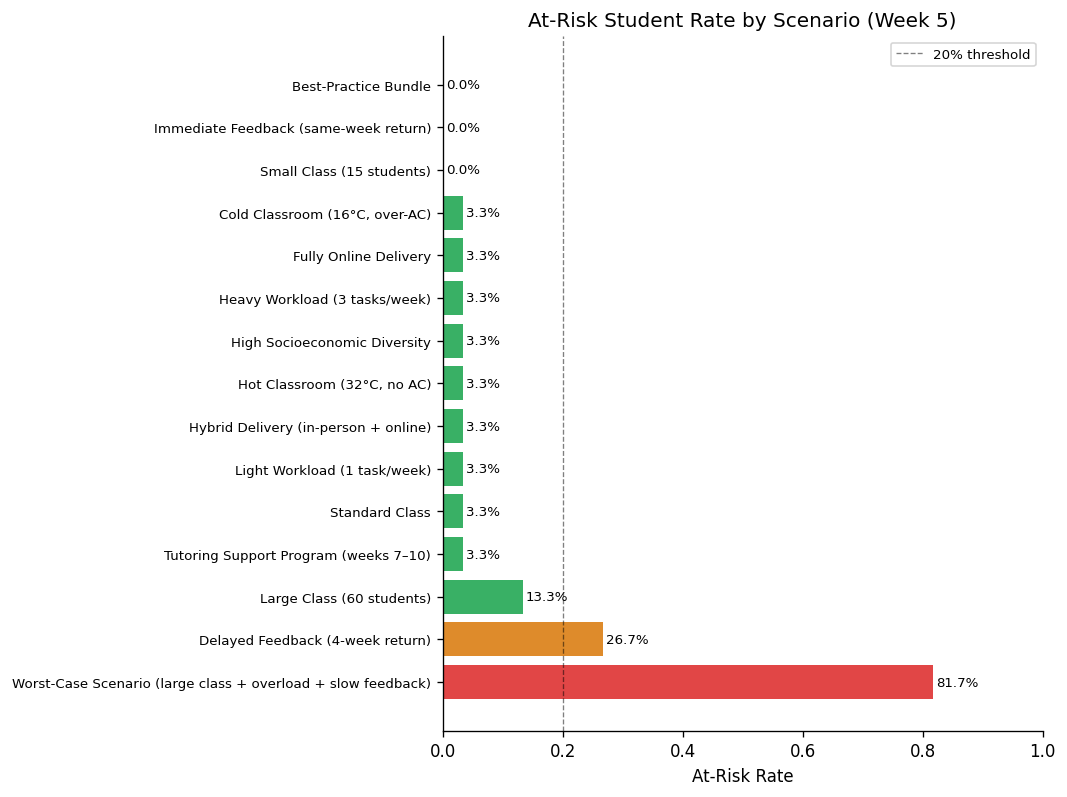 At-Risk Student Rate by Scenario (Week 5)
20% threshold
Best-Practice Bundle 0.0%
Immediate Feedback (same-week return) 0.0%
Small Class (15 students) 0.0%
Cold Classroom (16°C, over-AC) 3.3%
Fully Online Delivery 3.3%
Heavy Workload (3 tasks/week) 3.3%
High Socioeconomic Diversity 3.3%
Hot Classroom (32°C, no AC) 3.3%
Hybrid Delivery (in-person + online) 3.3%
Light Workload (1 task/week) 3.3%
Standard Class 3.3%
Tutoring Support Program (weeks 7–10) 3.3%
Large Class (60 students) 13.3%
Delayed Feedback (4-week return) 26.7%
Worst-Case Scenario (large class + overload + slow feedback) 81.7%
0.0 0.2 0.4 0.6 0.8 1.0
At-Risk Rate